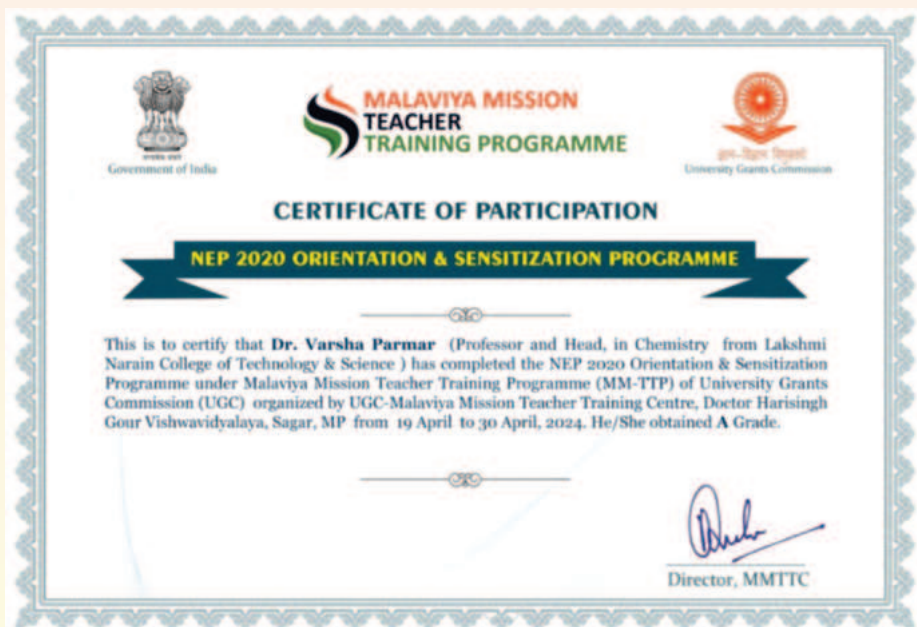 MALAVIYA MISSION
TEACHER
TRAINING PROGRAMME
Government of India
University Grants Commission
CERTIFICATE OF PARTICIPATION
NEP 2020 ORIENTATION & SENSITIZATION PROGRAMME
This is to certify that Dr. Varsha Parmar (Professor and Head, in Chemistry from Lakshmi
Narain College of Technology & Science ) has completed the NEP 2020 Orientation & Sensitization
Programme under Malaviya Mission Teacher Training Programme (MM-TTP) of University Grants
Commission (UGC) organized by UGC-Malaviya Mission Teacher Training Centre, Doctor Harisingh
Gour Vishwavidyalaya, Sagar, MP from 19 April to 30 April, 2024. He/She obtained A Grade.
Director, MMTTC